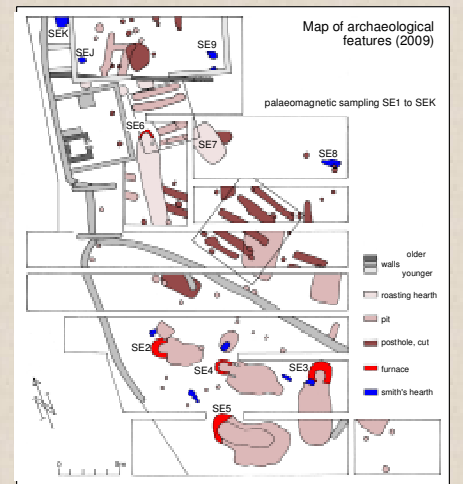 Map of archaeological
features (2009)
palaeomagnetic sampling SE1 to SEK
SEK
SEJ
SE9
SE6
SE7
SE8
older
walls
younger
roasting hearth
pit
posthole, cut
furnace
smith's hearth
SE2
SE4
SE3
SE5
0